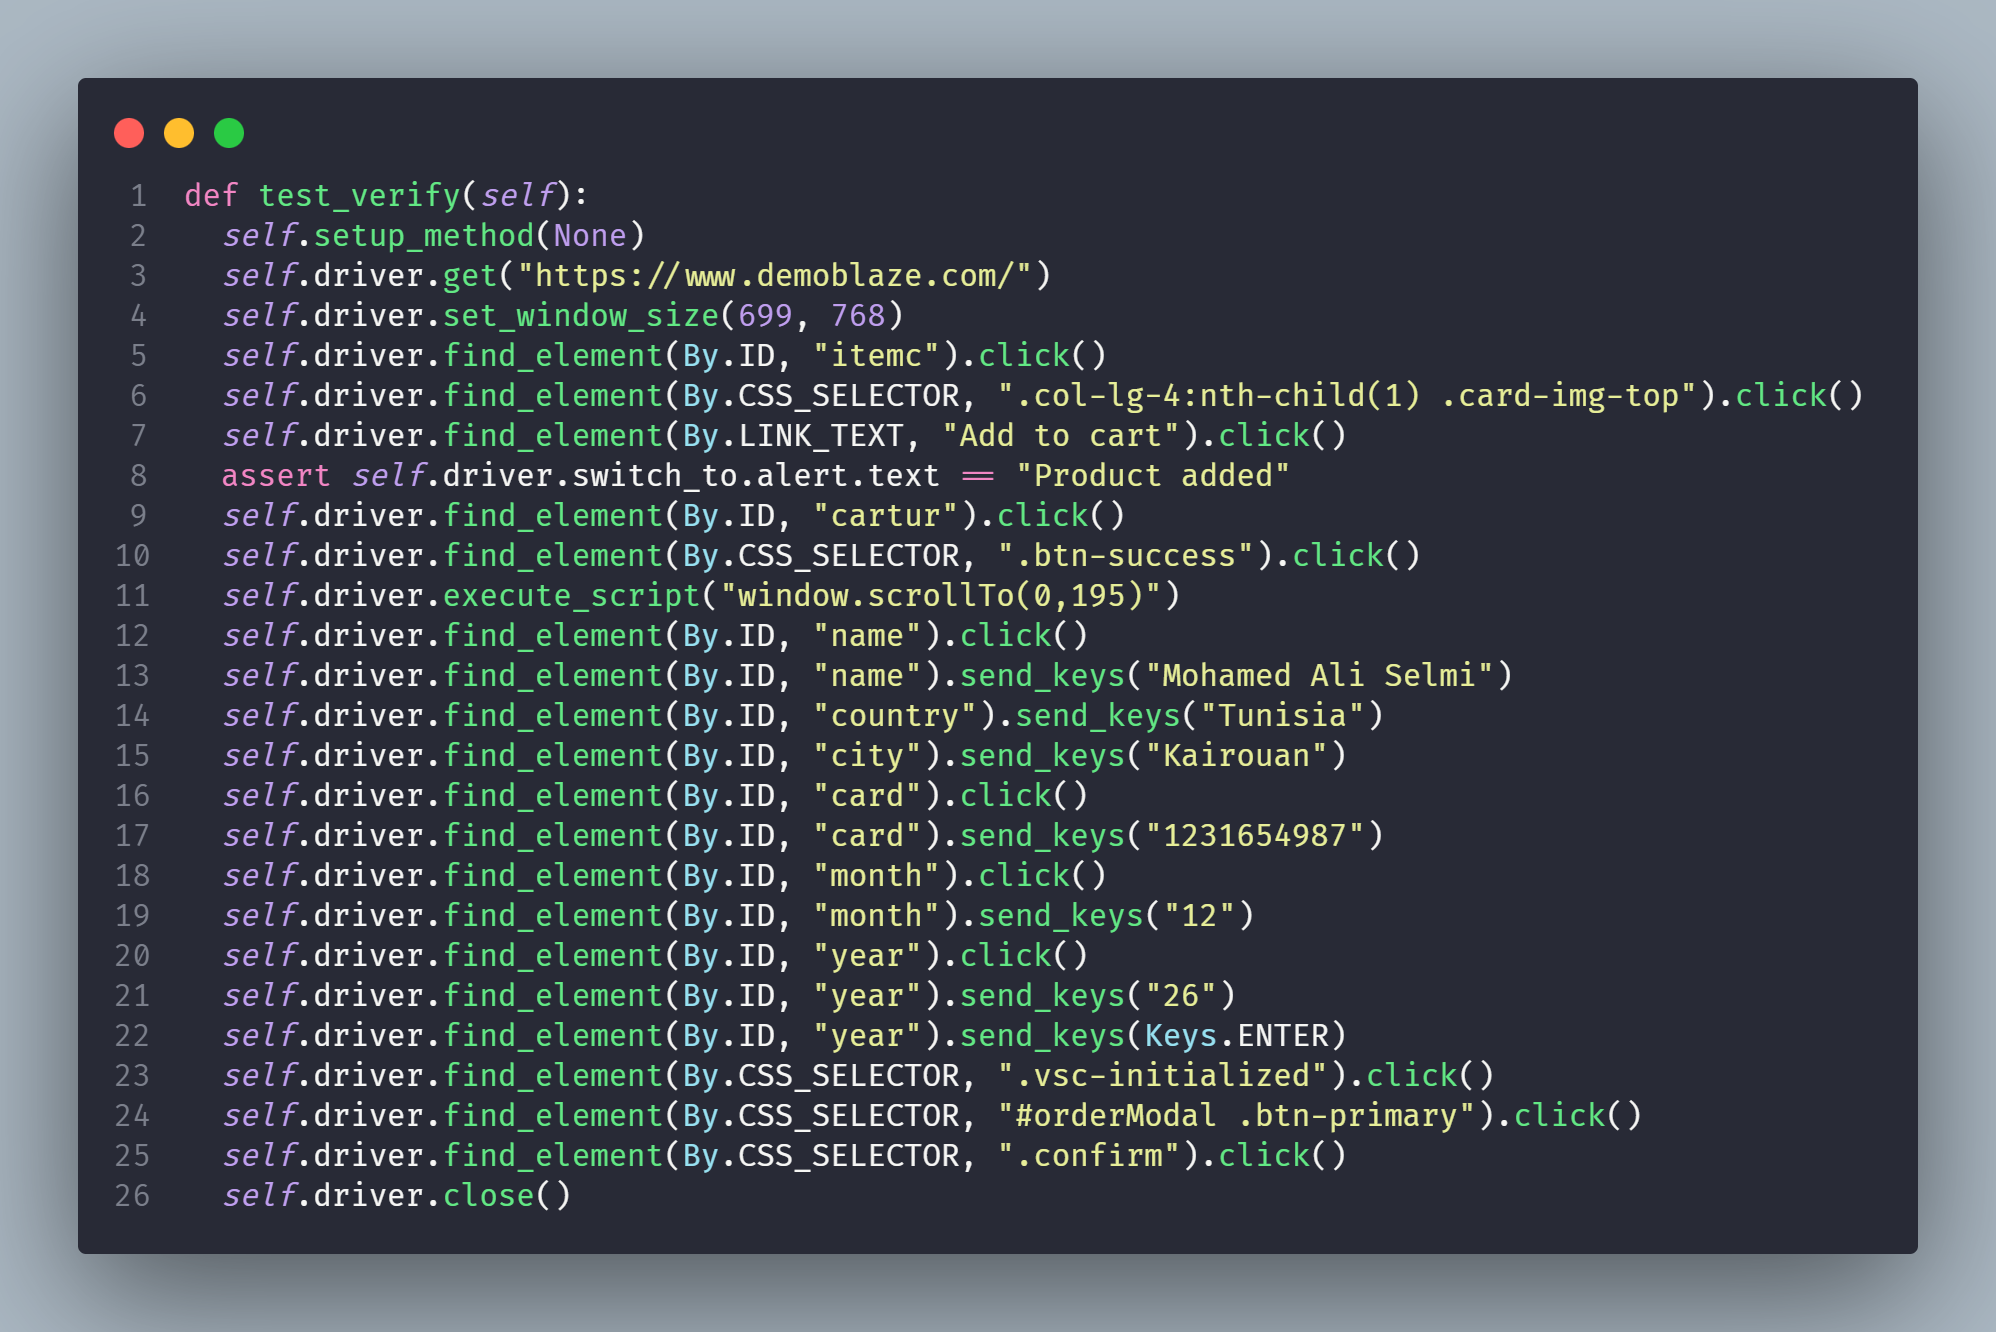 1 def test_verify(self):
2 self.setup_method(None)
3 self.driver.get("https://www.demoblaze.com/")
4 self.driver.set_window_size(699, 768)
5 self.driver.find_element(By.ID, "itemc").click()
6 self.driver.find_element(By.CSS_SELECTOR, ".col-lg-4:nth-child(1) .card-img-top").click()
7 self.driver.find_element(By.LINK_TEXT, "Add to cart").click()
8 assert self.driver.switch_to.alert.text == "Product added"
9 self.driver.find_element(By.ID, "cartur").click()
10 self.driver.find_element(By.CSS_SELECTOR, ".btn-success").click()
11 self.driver.execute_script("window.scrollTo(0,195)")
12 self.driver.find_element(By.ID, "name").click()
13 self.driver.find_element(By.ID, "name").send_keys("Mohamed Ali Selmi")
14 self.driver.find_element(By.ID, "country").send_keys("Tunisia")
15 self.driver.find_element(By.ID, "city").send_keys("Kairouan")
16 self.driver.find_element(By.ID, "card").click()
17 self.driver.find_element(By.ID, "card").send_keys("1231654987")
18 self.driver.find_element(By.ID, "month").click()
19 self.driver.find_element(By.ID, "month").send_keys("12")
20 self.driver.find_element(By.ID, "year").click()
21 self.driver.find_element(By.ID, "year").send_keys("26")
22 self.driver.find_element(By.ID, "year").send_keys(Keys.ENTER)
23 self.driver.find_element(By.CSS_SELECTOR, ".vsc-initialized").click()
24 self.driver.find_element(By.CSS_SELECTOR, "#orderModal .btn-primary").click()
25 self.driver.find_element(By.CSS_SELECTOR, ".confirm").click()
26 self.driver.close()